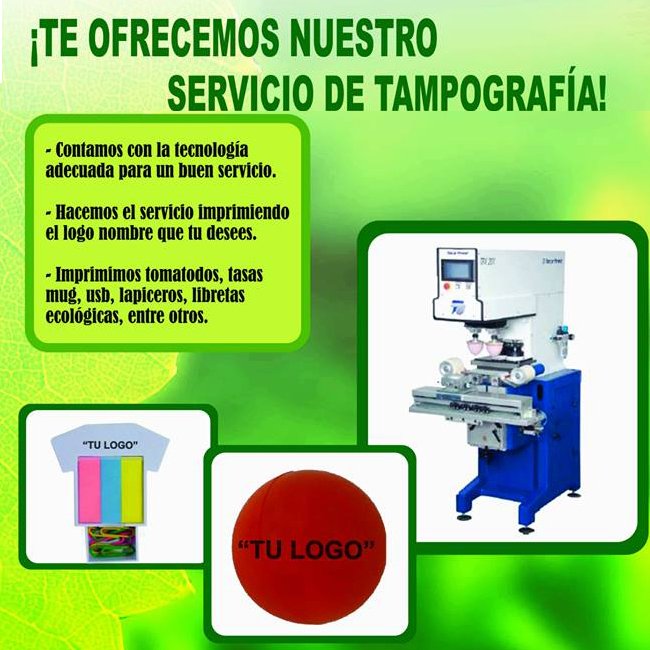 ¡TE OFRECEMOS NUESTRO
SERVICIO DE TAMPOGRAFÍA!
- Contamos con la tecnología
adecuada para un buen servicio.
- Hacemos el servicio imprimiendo
el logo nombre que tu desees.
- Imprimimos tomatodos, tasas
mug, usb, lapiceros, libretas
ecológicas, entre otros.
“TU LOGO”
“TU LOGO”